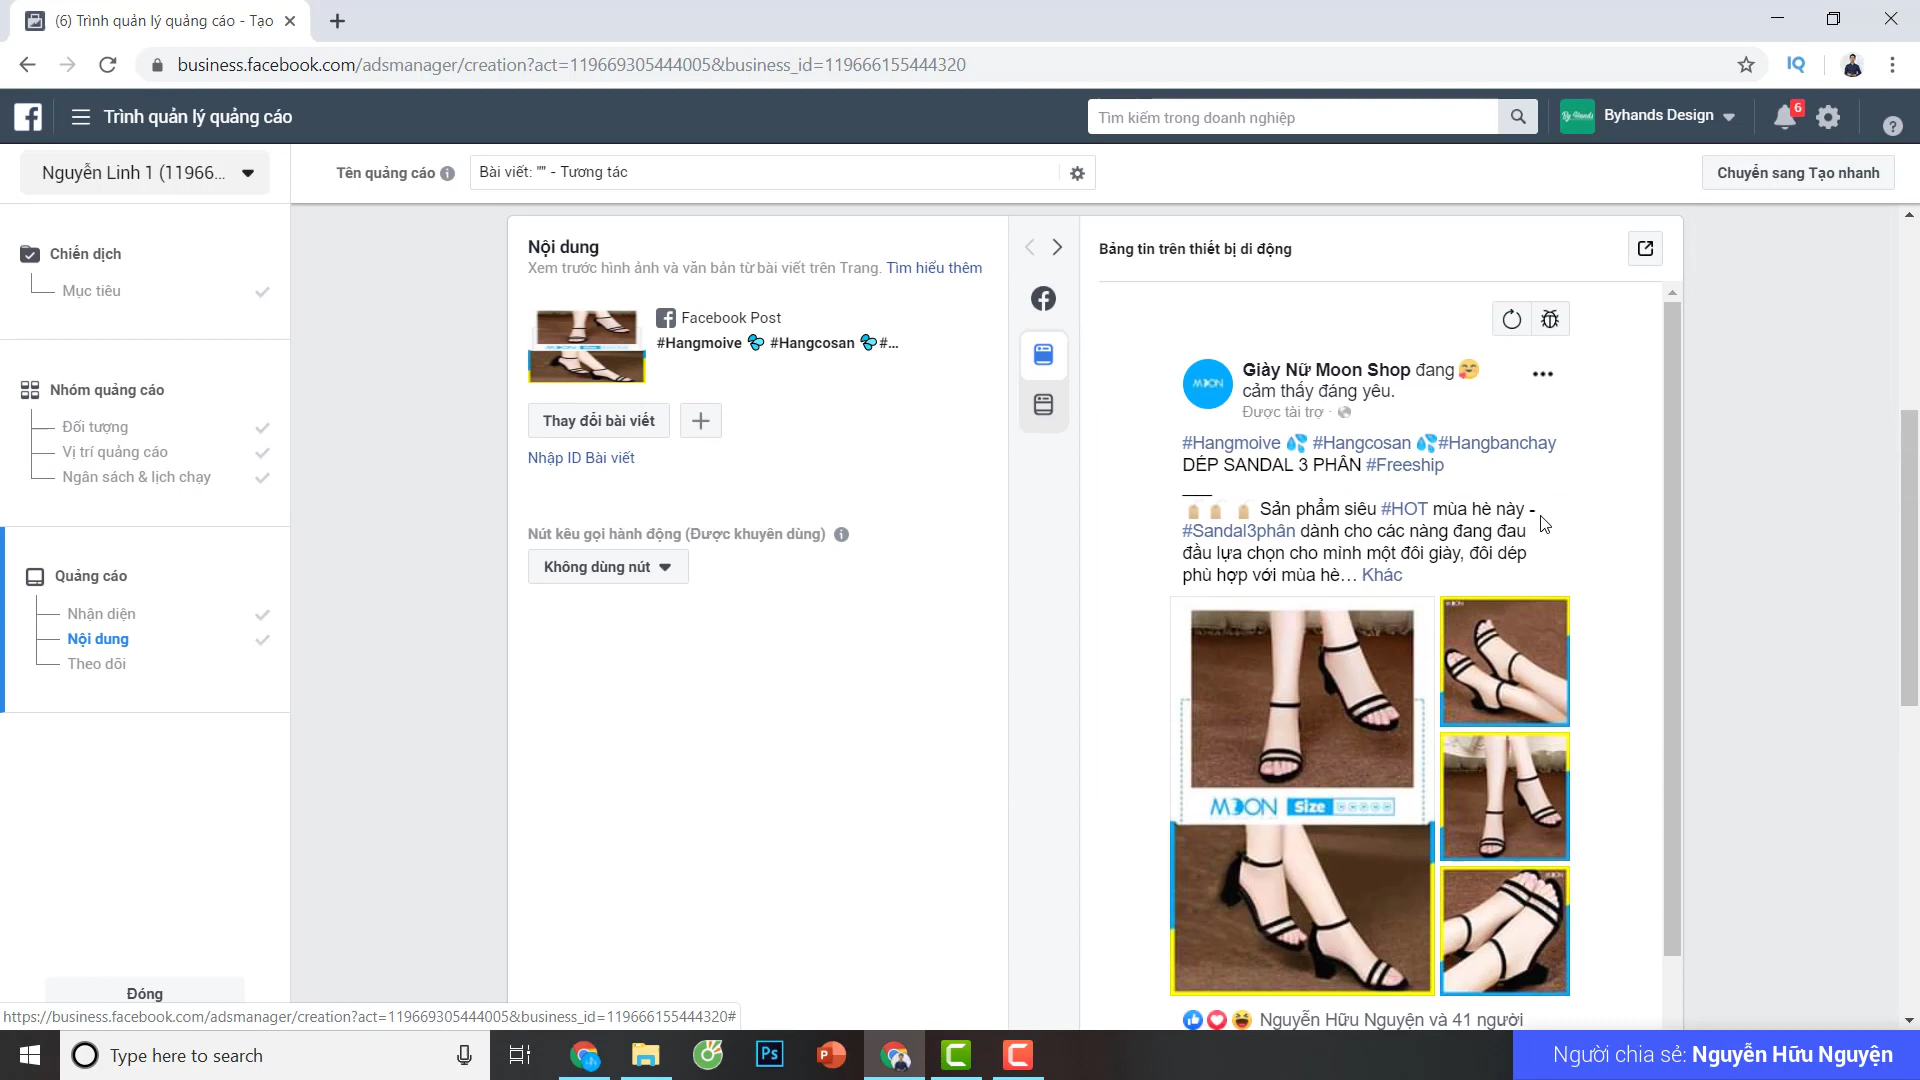 (6) Trình quản lý quảng cáo - Tạo
business.facebook.com/adsmanager/creation?act=119669305444005&business_id=119666155444320
IQ
Trình quản lý quảng cáo
Tìm kiếm trong doanh nghiệp
By Hands
Byhands Design
6
Nguyễn Linh 1 (11966...
Tên quảng cáo
Bài viết: "" - Tương tác
Chuyển sang Tạo nhanh
Chiến dịch
Mục tiêu
Nhóm quảng cáo
Đối tượng
Vị trí quảng cáo
Ngân sách & lịch chạy
Quảng cáo
Nhận diện
Nội dung
Theo dõi
Đóng
Nội dung
Xem trước hình ảnh và văn bản từ bài viết trên Trang. Tìm hiểu thêm
Facebook Post
#Hangmoive 💦 #Hangcosan 💦#...
Thay đổi bài viết
Nhập ID Bài viết
Nút kêu gọi hành động (Được khuyên dùng)
Không dùng nút
Bảng tin trên thiết bị di động
MOON
Giày Nữ Moon Shop đang 🥰
cảm thấy đáng yêu.
Được tài trợ ·
#Hangmoive 💦 #Hangcosan 💦#Hangbanchay
DÉP SANDAL 3 PHÂN #Freeship
___
🏷 🏷 🏷 Sản phẩm siêu #HOT mùa hè này -
#Sandal3phân dành cho các nàng đang đau
đầu lựa chọn cho mình một đôi giày, đôi dép
phù hợp với mùa hè… Khác
MOON Size
Nguyễn Hữu Nguyện và 41 người
https://business.facebook.com/adsmanager/creation?act=119669305444005&business_id=119666155444320#
Type here to search
Ps
Người chia sẻ: Nguyễn Hữu Nguyện